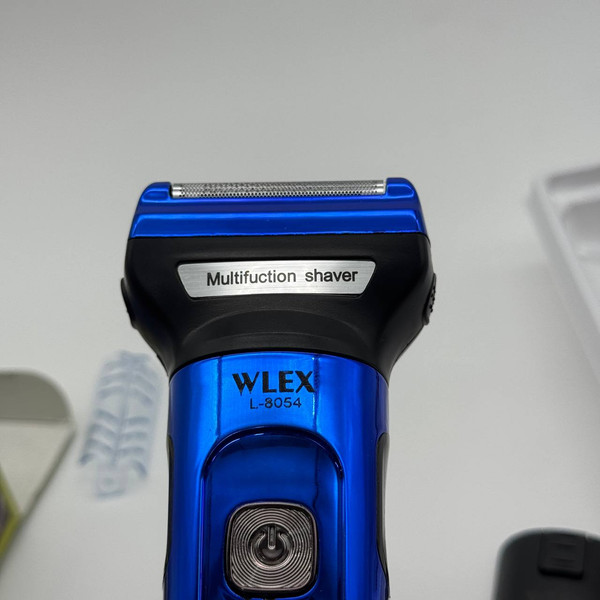 Multifuction shaver
WLEX
L-8054